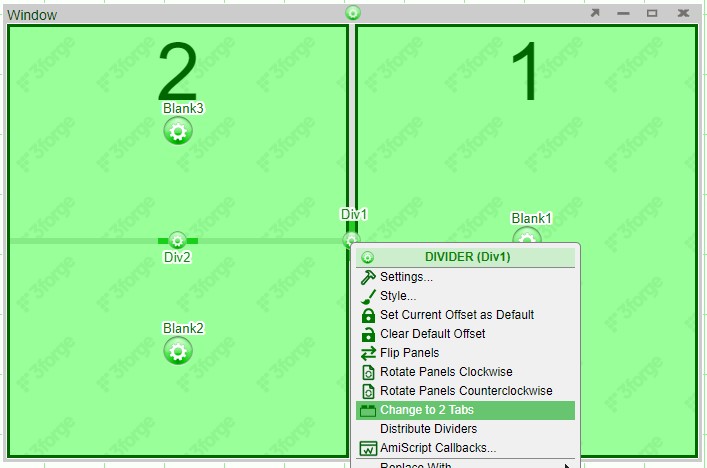 Window
2
1
3forge
Blank3
Div1
Blank1
Div2
Blank2
DIVIDER (Div1)
Settings...
Style...
Set Current Offset as Default
Clear Default Offset
Flip Panels
Rotate Panels Clockwise
Rotate Panels Counterclockwise
Change to 2 Tabs
Distribute Dividers
AmiScript Callbacks...
Replace With